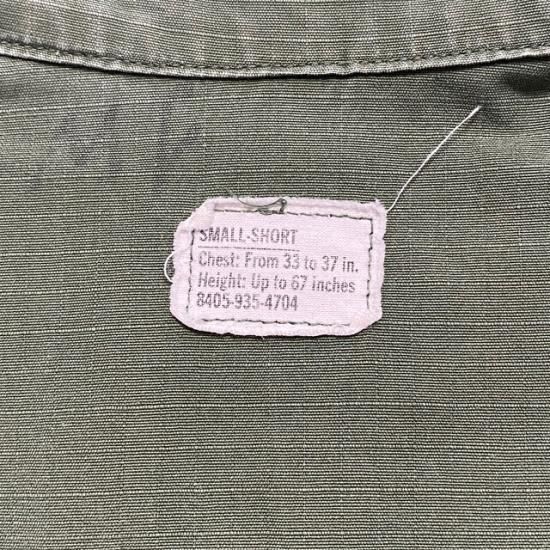 SMALL-SHORT
Chest: From 33 to 37 in.
Height: Up to 67 inches
8405-935-4704